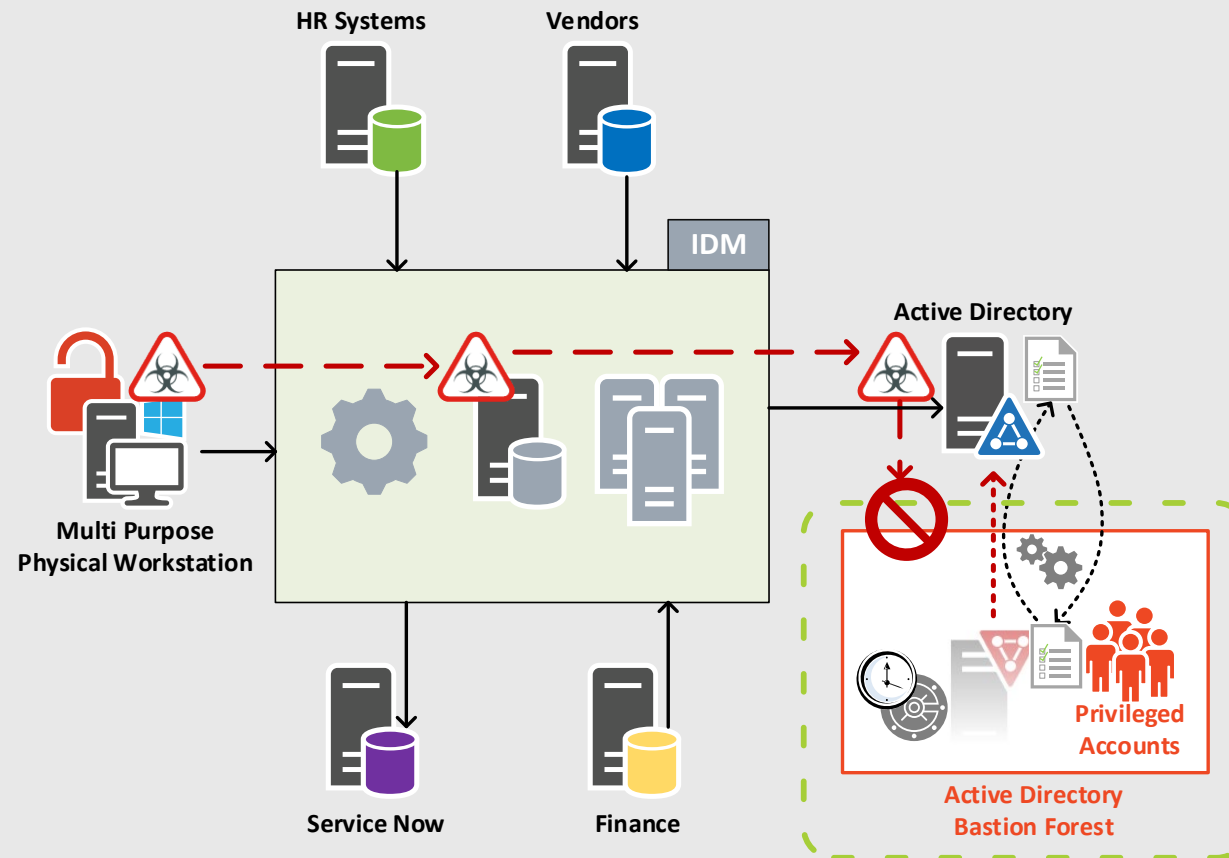 HR Systems
Vendors
IDM
Active Directory
Multi Purpose
Physical Workstation
Privileged
Accounts
Service Now
Finance
Active Directory
Bastion Forest